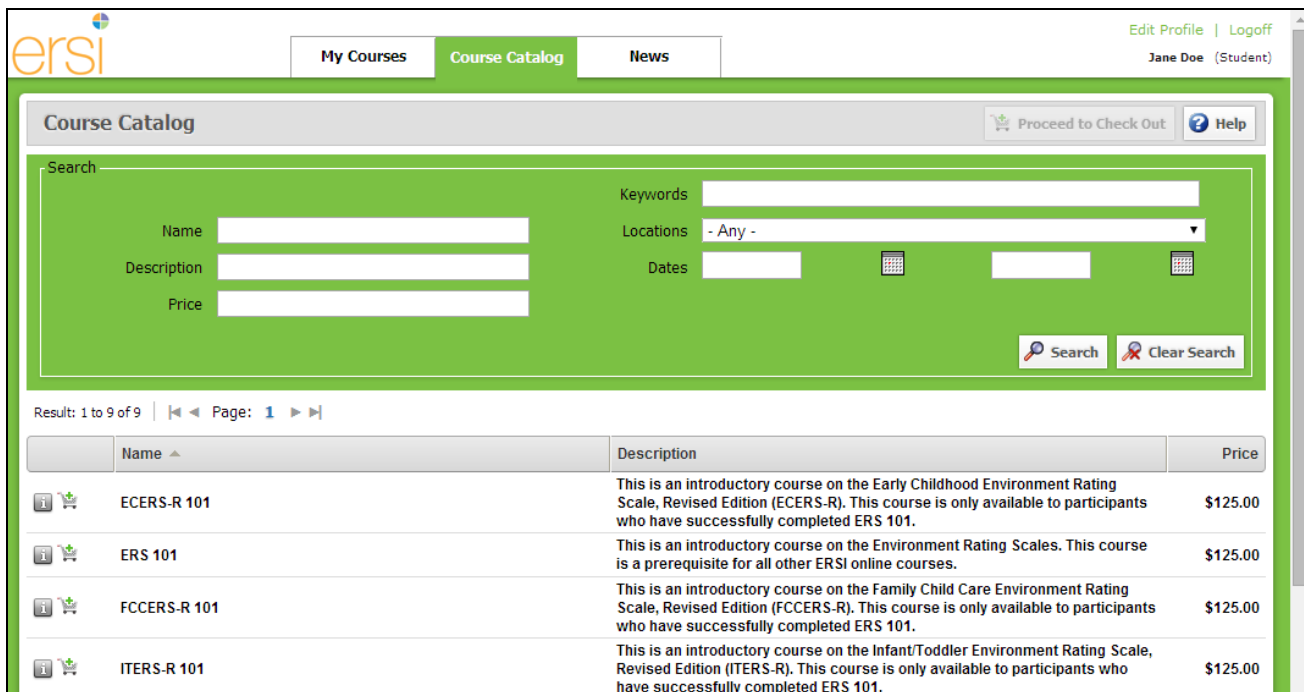 ersi
Edit Profile | Logoff
My Courses Course Catalog News
Jane Doe (Student)
Course Catalog
Proceed to Check Out
Help
Search
Keywords
Name
Locations - Any -
Description
Dates
Price
Search
Clear Search
Result: 1 to 9 of 9 Page: 1
Name Description Price
ECERS-R 101
This is an introductory course on the Early Childhood Environment Rating
Scale, Revised Edition (ECERS-R). This course is only available to participants
who have successfully completed ERS 101.
$125.00
ERS 101
This is an introductory course on the Environment Rating Scales. This course
is a prerequisite for all other ERSI online courses.
$125.00
FCCERS-R 101
This is an introductory course on the Family Child Care Environment Rating
Scale, Revised Edition (FCCERS-R). This course is only available to participants
who have successfully completed ERS 101.
$125.00
ITERS-R 101
This is an introductory course on the Infant/Toddler Environment Rating Scale,
Revised Edition (ITERS-R). This course is only available to participants who
have successfully completed ERS 101.
$125.00